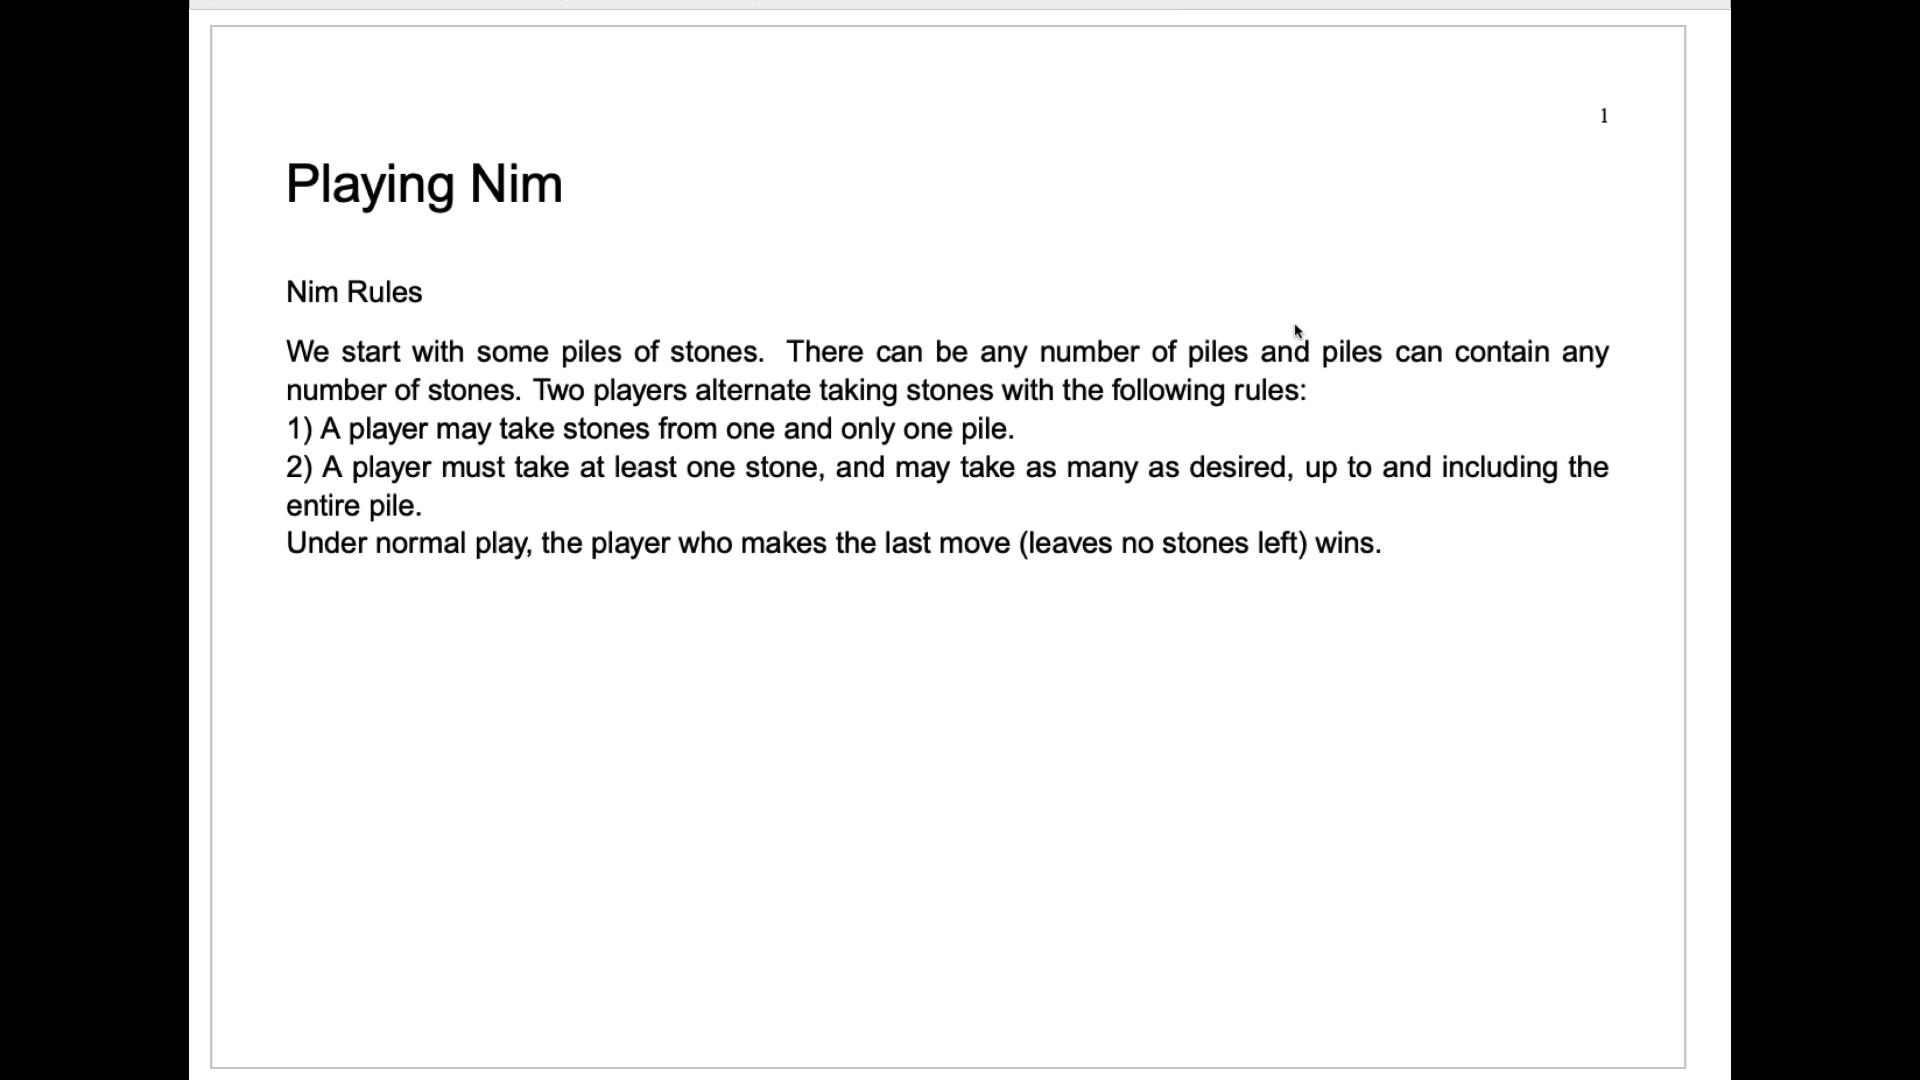 1
Playing Nim
Nim Rules
We start with some piles of stones. There can be any number of piles and piles can contain any
number of stones. Two players alternate taking stones with the following rules:
1) A player may take stones from one and only one pile.
2) A player must take at least one stone, and may take as many as desired, up to and including the
entire pile.
Under normal play, the player who makes the last move (leaves no stones left) wins.